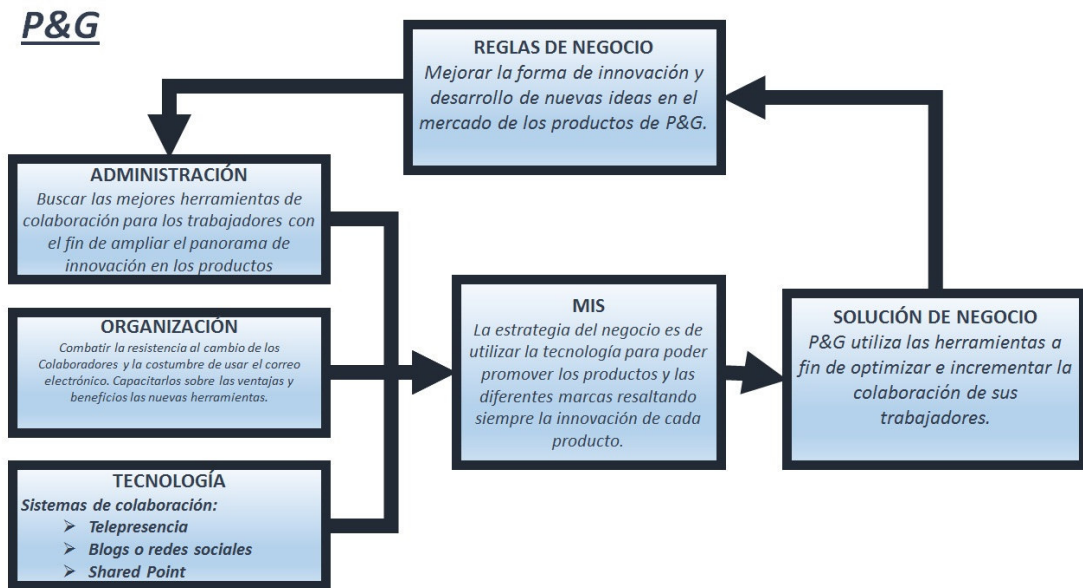 P&G
REGLAS DE NEGOCIO
Mejorar la forma de innovación y
desarrollo de nuevas ideas en el
mercado de los productos de P&G.
ADMINISTRACIÓN
Buscar las mejores herramientas de
colaboración para los trabajadores con
el fin de ampliar el panorama de
innovación en los productos
ORGANIZACIÓN
Combatir la resistencia al cambio de los
Colaboradores y la costumbre de usar el correo
electrónico. Capacitarlos sobre las ventajas y
beneficios las nuevas herramientas.
TECNOLOGÍA
Sistemas de colaboración:
➢ Telepresencia
➢ Blogs o redes sociales
➢ Shared Point
MIS
La estrategia del negocio es de
utilizar la tecnología para poder
promover los productos y las
diferentes marcas resaltando
siempre la innovación de cada
producto.
SOLUCIÓN DE NEGOCIO
P&G utiliza las herramientas a
fin de optimizar e incrementar la
colaboración de sus
trabajadores.